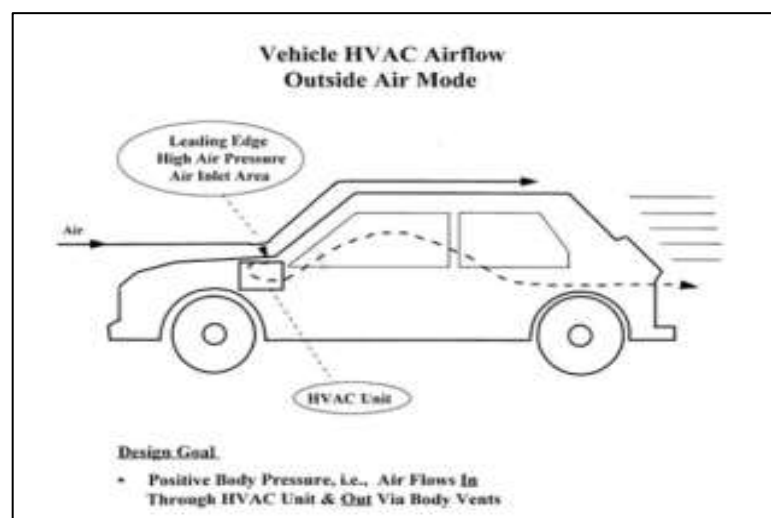 Vehicle HVAC Airflow
Outside Air Mode
Leading Edge
High Air Pressure
Air Inlet Area
Air
HVAC Unit
Design Goal
• Positive Body Pressure, i.e., Air Flows In
Through HVAC Unit & Out Via Body Vents